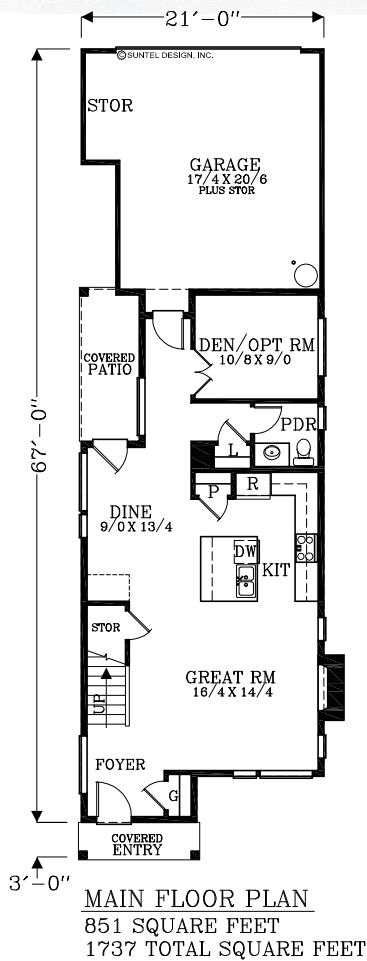 21'-0"
©SUNTEL DESIGN, INC.
STOR
GARAGE
17/4 X 20/6
PLUS STOR
DEN/OPT RM
10/8 X 9/0
COVERED
PATIO
PDR
L
67'-0"
P
R
DINE
9/0 X 13/4
DW
KIT
STOR
GREAT RM
16/4 X 14/4
UP
FOYER
G
COVERED
ENTRY
3'-0"
MAIN FLOOR PLAN
851 SQUARE FEET
1737 TOTAL SQUARE FEET